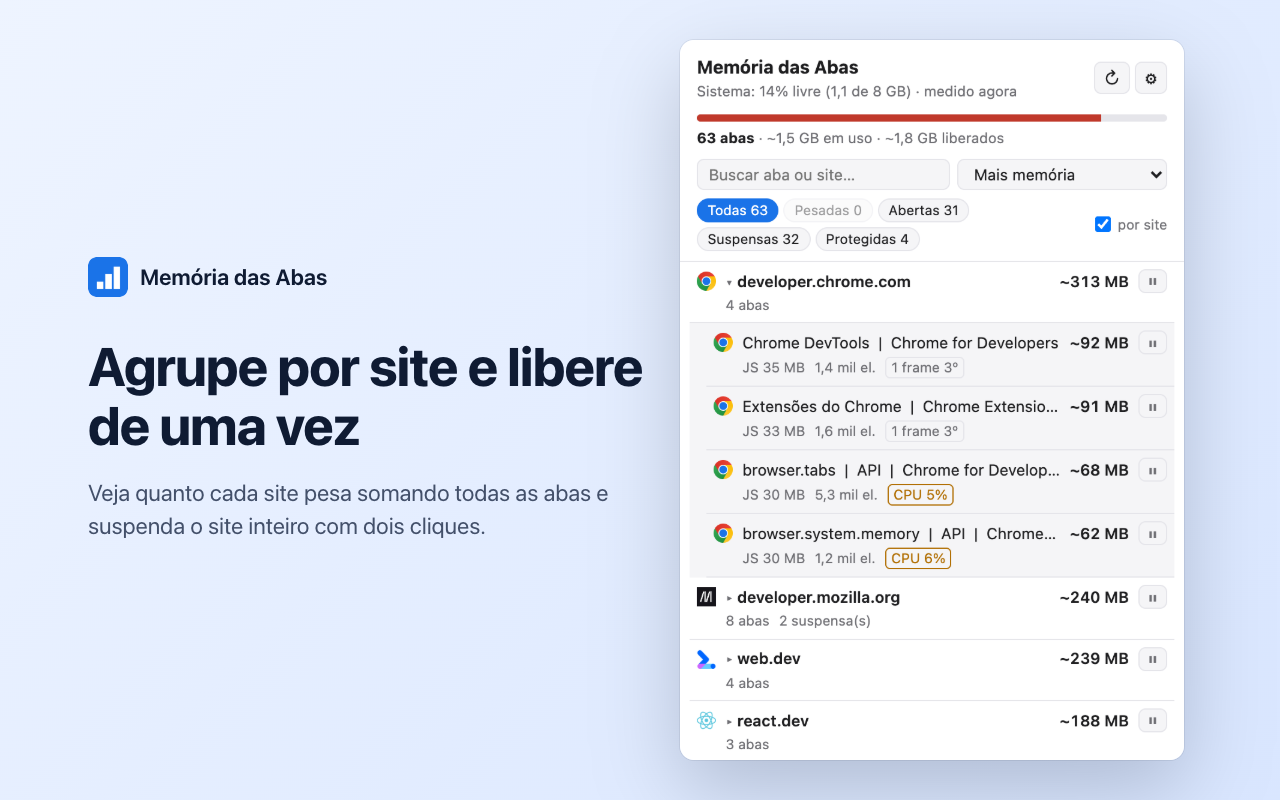 Memória das Abas
Agrupe por site e libere
de uma vez
Veja quanto cada site pesa somando todas as abas e
suspenda o site inteiro com dois cliques.
Memória das Abas
Sistema: 14% livre (1,1 de 8 GB) · medido agora
63 abas · ~1,5 GB em uso · ~1,8 GB liberados
Buscar aba ou site...
Mais memória
Todas 63 Pesadas 0 Abertas 31
Suspensas 32 Protegidas 4
por site
developer.chrome.com ~313 MB
4 abas
Chrome DevTools | Chrome for Developers ~92 MB
JS 35 MB 1,4 mil el. 1 frame 3º
Extensões do Chrome | Chrome Extensio... ~91 MB
JS 33 MB 1,6 mil el. 1 frame 3º
browser.tabs | API | Chrome for Develop... ~68 MB
JS 30 MB 5,3 mil el. CPU 5%
browser.system.memory | API | Chrome... ~62 MB
JS 30 MB 1,2 mil el. CPU 6%
developer.mozilla.org ~240 MB
8 abas 2 suspensa(s)
web.dev ~239 MB
4 abas
react.dev ~188 MB
3 abas